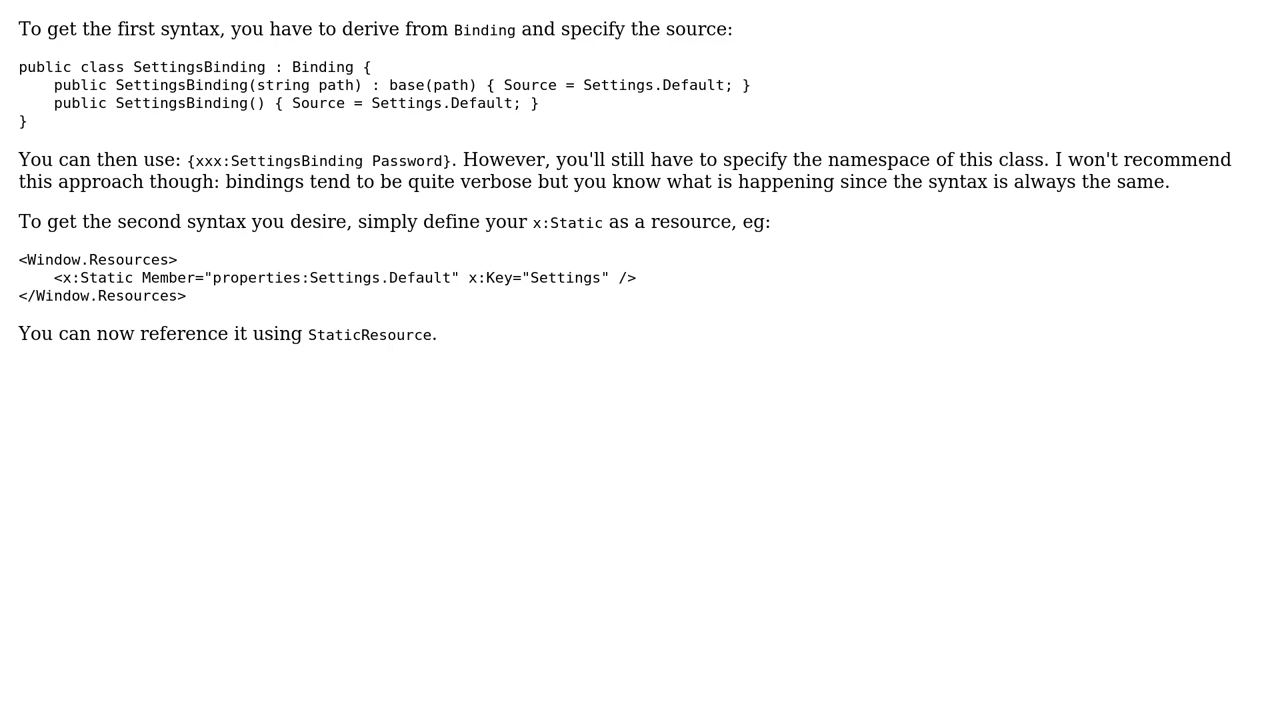 To get the first syntax, you have to derive from Binding and specify the source:
public class SettingsBinding : Binding {
    public SettingsBinding(string path) : base(path) { Source = Settings.Default; }
    public SettingsBinding() { Source = Settings.Default; }
}
You can then use: {xxx:SettingsBinding Password}. However, you'll still have to specify the namespace of this class. I won't recommend
this approach though: bindings tend to be quite verbose but you know what is happening since the syntax is always the same.
To get the second syntax you desire, simply define your x:Static as a resource, eg:
<Window.Resources>
    <x:Static Member="properties:Settings.Default" x:Key="Settings" />
</Window.Resources>
You can now reference it using StaticResource.